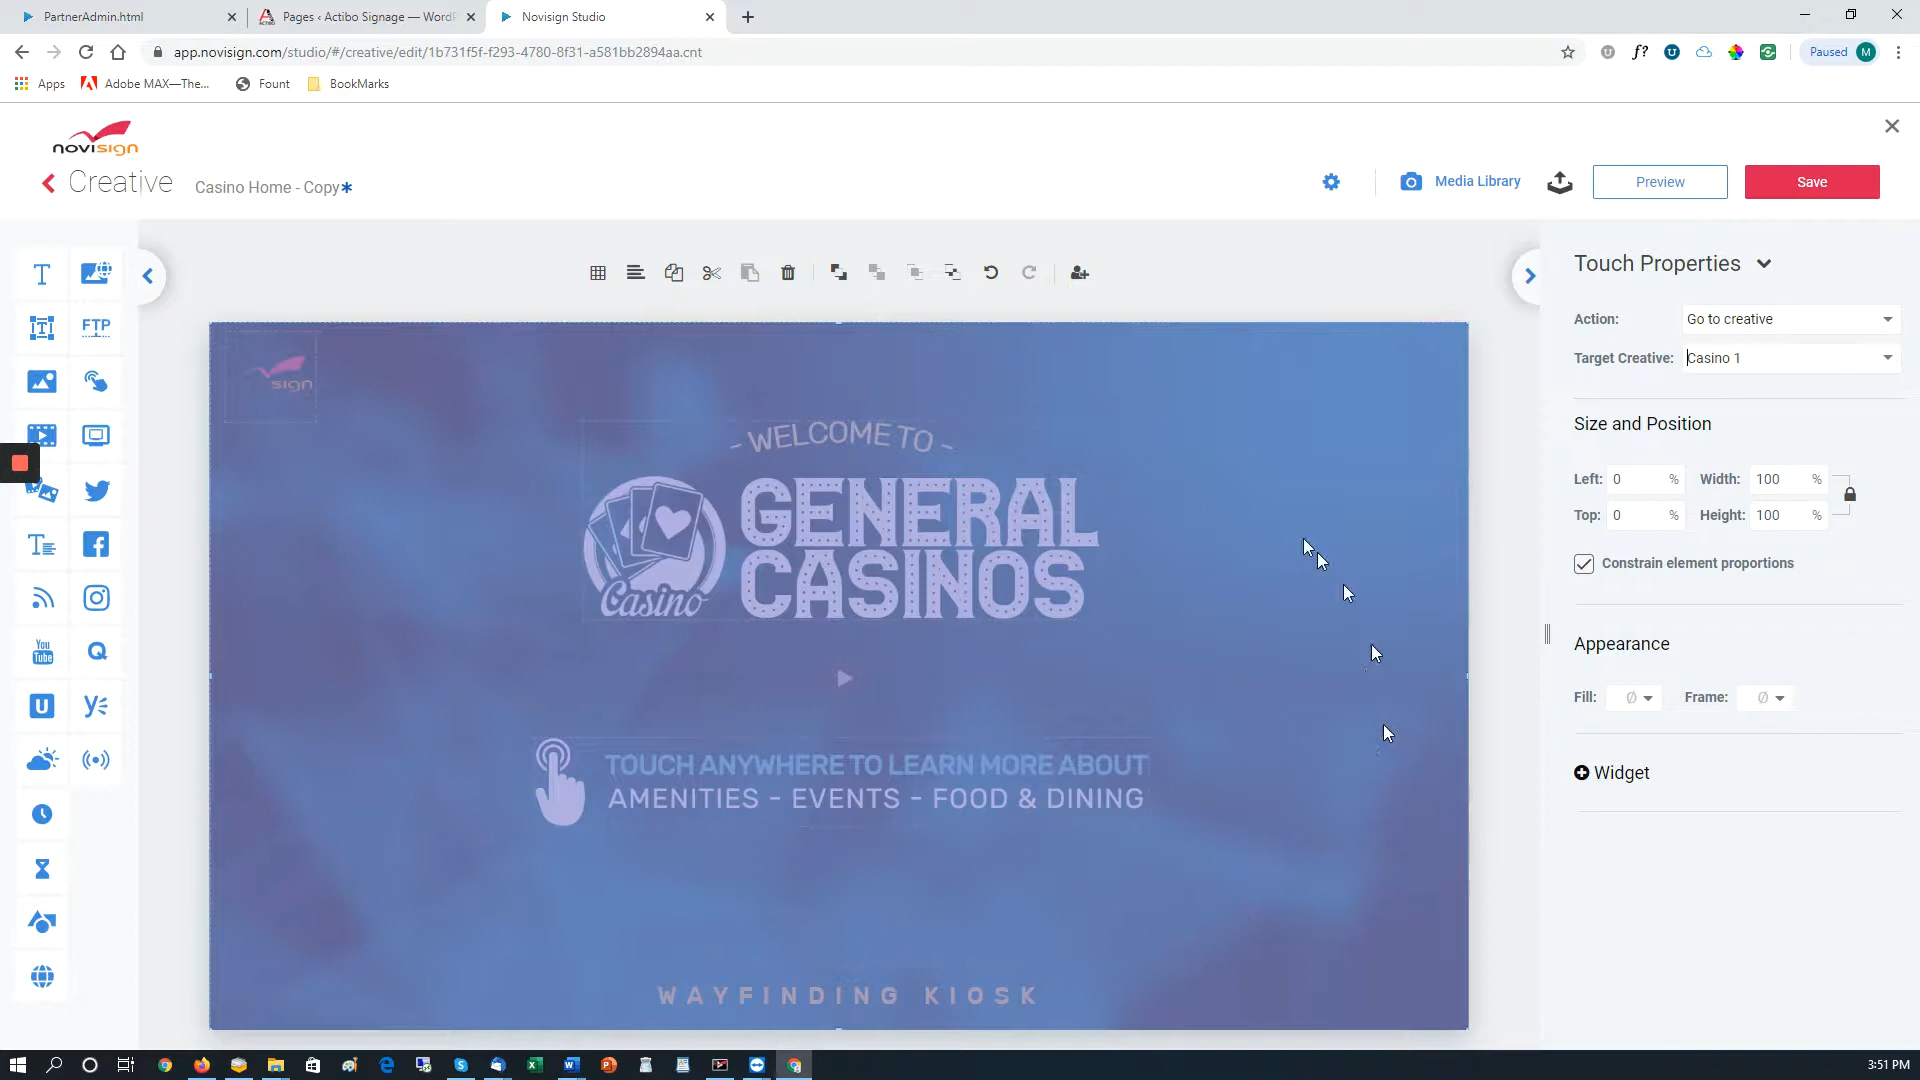 PartnerAdmin.html
Pages ‹ Actibo Signage — WordP
Novisign Studio
app.novisign.com/studio/#/creative/edit/1b731f5f-f293-4780-8f31-a581bb2894aa.cnt
f?
Paused M
Apps
Adobe MAX—The...
Fount
BookMarks
novisign
Creative
Casino Home - Copy*
Media Library
Preview
Save
T
FTP
You
Tube
Q
U
sign
- WELCOME TO -
GENERAL
CASINOS
Casino
TOUCH ANYWHERE TO LEARN MORE ABOUT
AMENITIES - EVENTS - FOOD & DINING
WAYFINDING KIOSK
Touch Properties
Action: Go to creative
Target Creative: Casino 1
Size and Position
Left: 0 % Width: 100 %
Top: 0 % Height: 100 %
Constrain element proportions
Appearance
Fill: Ø Frame: Ø
Widget
3:51 PM